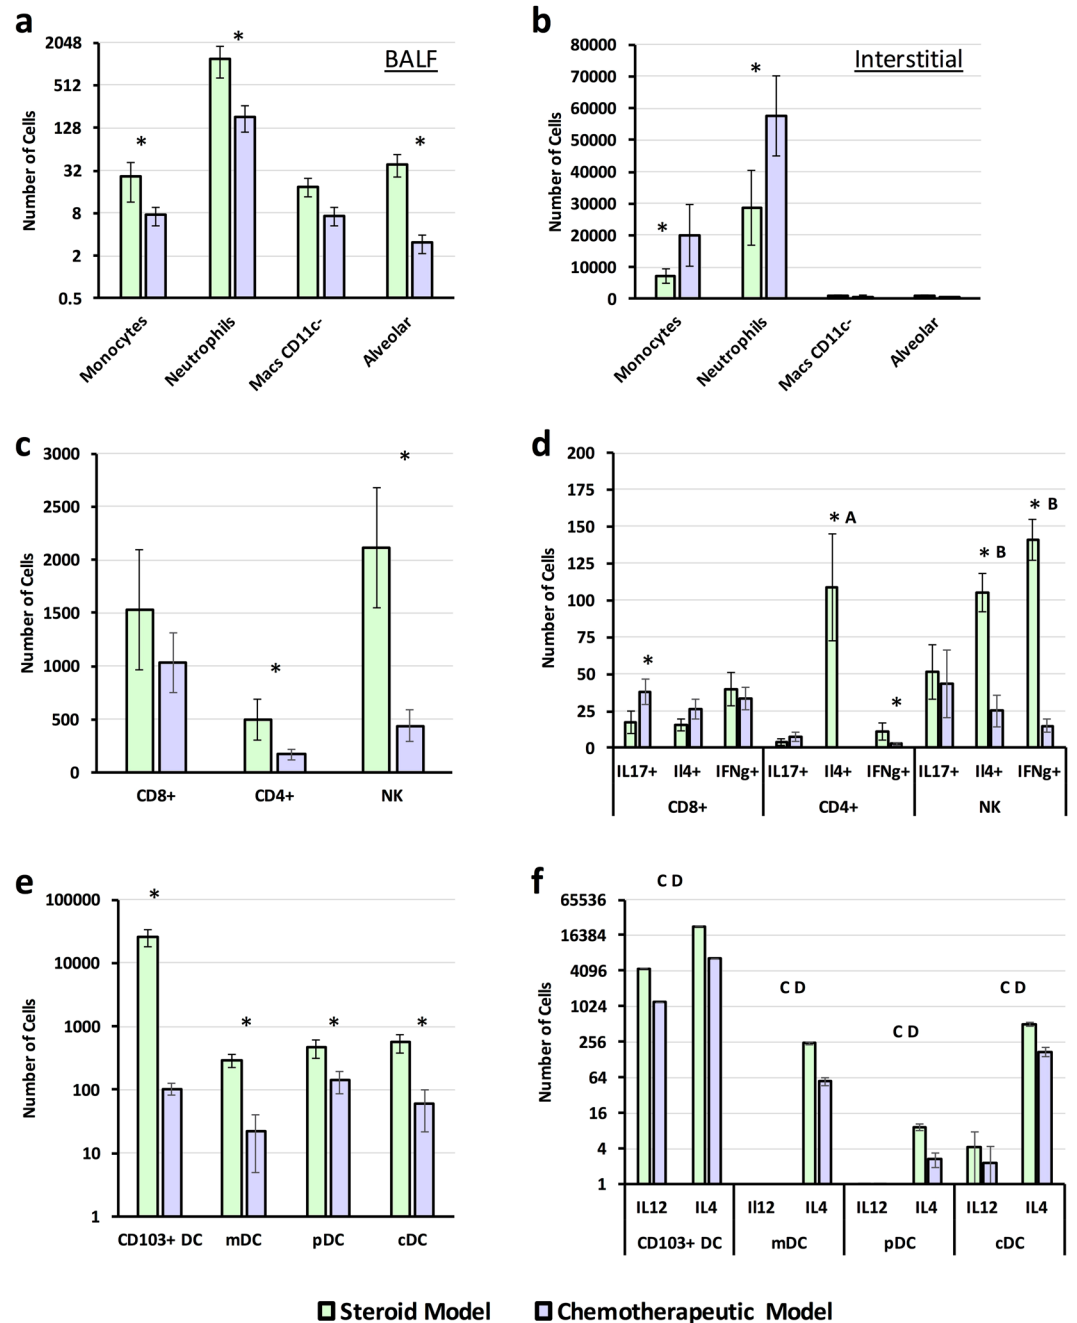 a
BALF
Number of Cells
2048
512
128
32
8
2
0.5
*
*
*
Monocytes
Neutrophils
Macs CD11c-
Alveolar
b
Interstitial
Number of Cells
80000
70000
60000
50000
40000
30000
20000
10000
0
*
*
Monocytes
Neutrophils
Macs CD11c-
Alveolar
c
Number of Cells
3000
2500
2000
1500
1000
500
0
*
*
CD8+ CD4+ NK
d
Number of Cells
200
175
150
125
100
75
50
25
0
*
* A
*
* B
* B
IL17+ Il4+ IFNg+ IL17+ Il4+ IFNg+ IL17+ Il4+ IFNg+
CD8+ CD4+ NK
e
Number of Cells
100000
10000
1000
100
10
1
*
*
*
*
CD103+ DC mDC pDC cDC
f
Number of Cells
65536
16384
4096
1024
256
64
16
4
1
C D
C D
C D
C D
IL12 IL4 Il12 IL4 IL12 IL4 IL12 IL4
CD103+ DC mDC pDC cDC
Steroid Model Chemotherapeutic Model